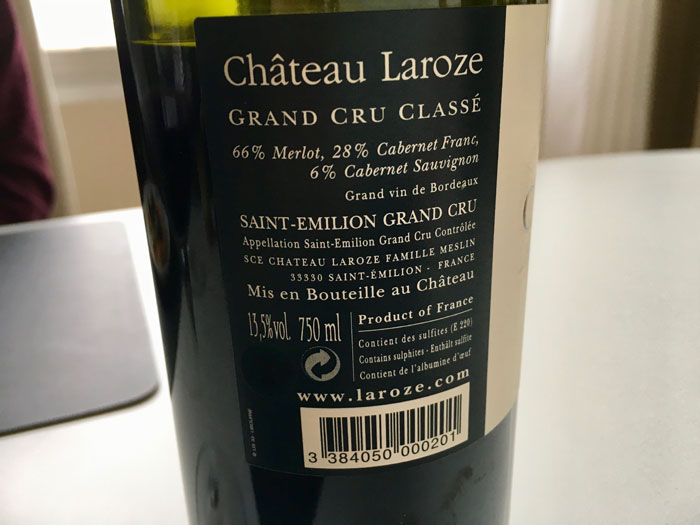 Château Laroze
GRAND CRU CLASSÉ
66% Merlot, 28% Cabernet Franc,
6% Cabernet Sauvignon
Grand vin de Bordeaux
SAINT-EMILION GRAND CRU
Appellation Saint-Emilion Grand Cru Contrôlée
SCE CHATEAU LAROZE FAMILLE MESLIN
33330 SAINT-ÉMILION - FRANCE
Mis en Bouteille au Château
13,5%vol. 750 ml
Product of France
Contient des sulfites (E 220)
Contains sulphites - Enthält sulfite
Contient de l'albumine d'œuf
www.laroze.com
3 384050 000201